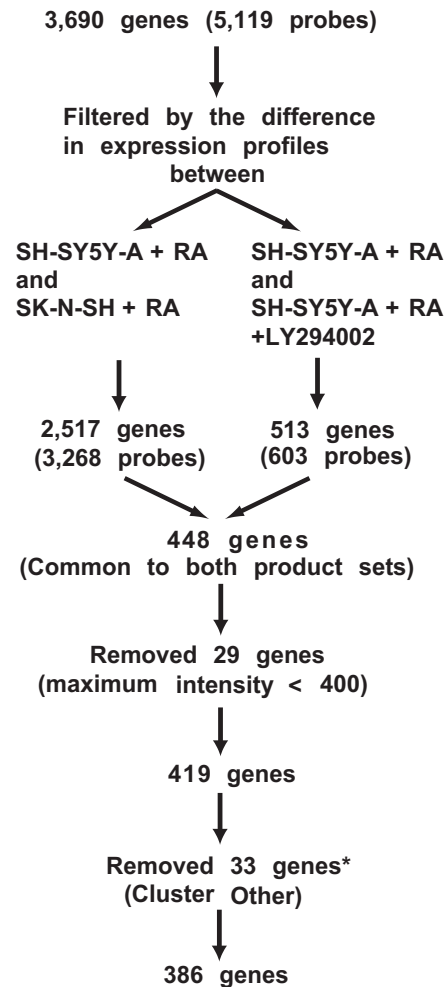 3,690 genes (5,119 probes)
Filtered by the difference
in expression profiles
between
SH-SY5Y-A + RA
and
SK-N-SH + RA
SH-SY5Y-A + RA
and
SH-SY5Y-A + RA
+LY294002
2,517 genes
(3,268 probes)
513 genes
(603 probes)
448 genes
(Common to both product sets)
Removed 29 genes
(maximum intensity < 400)
419 genes
Removed 33 genes*
(Cluster Other)
386 genes